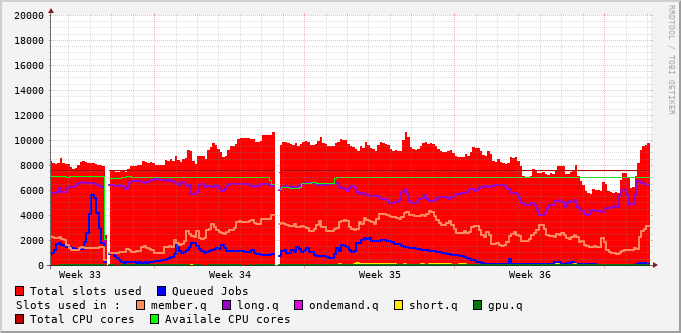 RRDTOOL / TOBI OETIKER
20000
18000
16000
14000
12000
10000
8000
6000
4000
2000
0
Week 33 Week 34 Week 35 Week 36
Total slots used Queued Jobs
Slots used in : member.q long.q ondemand.q short.q gpu.q
Total CPU cores Availale CPU cores